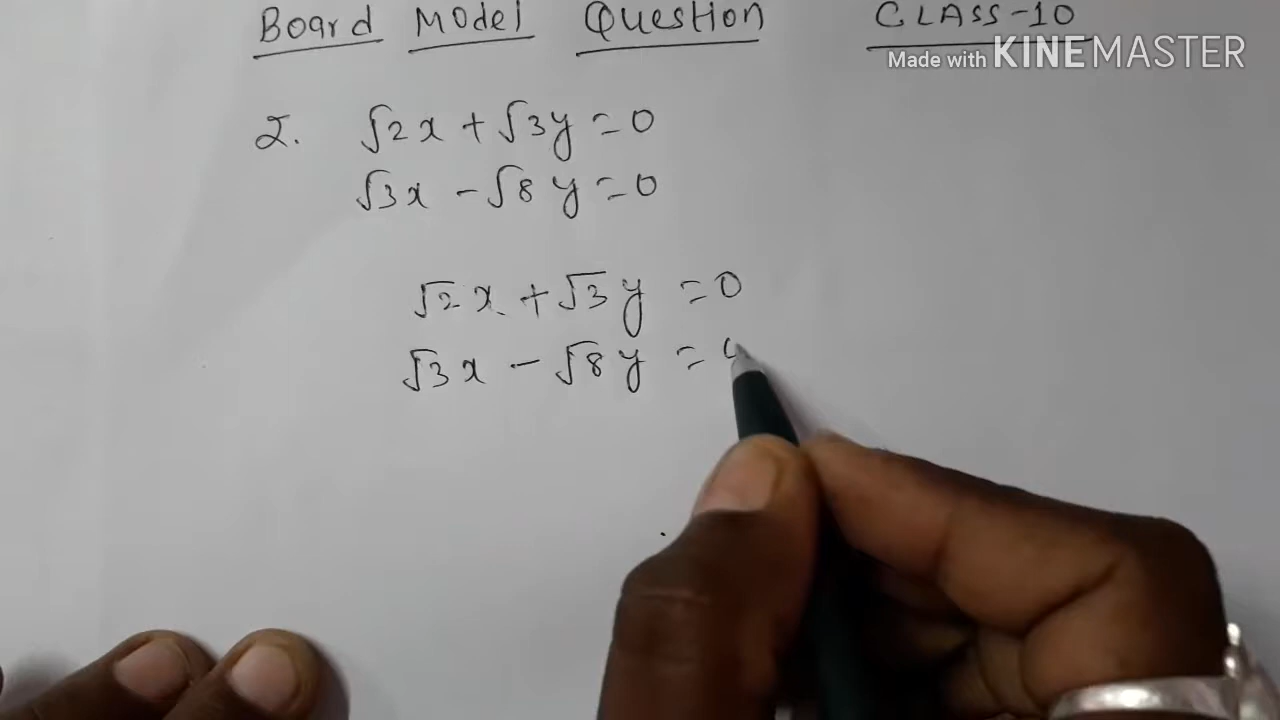 Board Model Question CLASS-10
Made with KINEMASTER
2. √2x + √3y = 0
√3x - √8y = 0
√2x + √3y = 0
√3x - √8y =